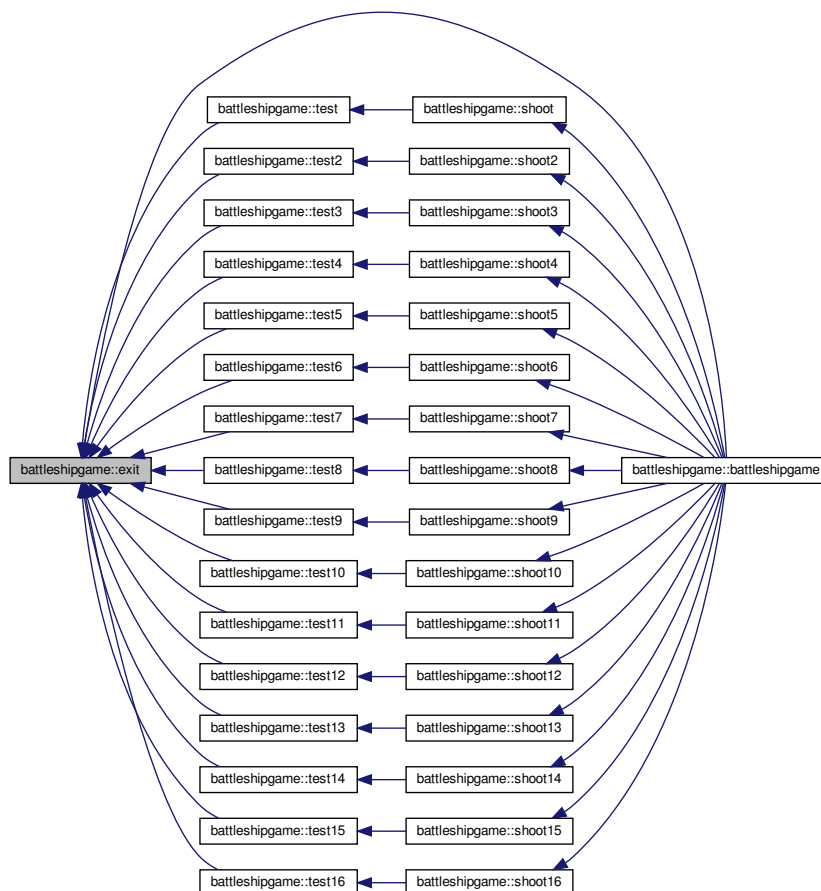 battleshipgame::test
battleshipgame::shoot
battleshipgame::test2
battleshipgame::shoot2
battleshipgame::test3
battleshipgame::shoot3
battleshipgame::test4
battleshipgame::shoot4
battleshipgame::test5
battleshipgame::shoot5
battleshipgame::test6
battleshipgame::shoot6
battleshipgame::test7
battleshipgame::shoot7
battleshipgame::exit
battleshipgame::test8
battleshipgame::shoot8
battleshipgame::battleshipgame
battleshipgame::test9
battleshipgame::shoot9
battleshipgame::test10
battleshipgame::shoot10
battleshipgame::test11
battleshipgame::shoot11
battleshipgame::test12
battleshipgame::shoot12
battleshipgame::test13
battleshipgame::shoot13
battleshipgame::test14
battleshipgame::shoot14
battleshipgame::test15
battleshipgame::shoot15
battleshipgame::test16
battleshipgame::shoot16